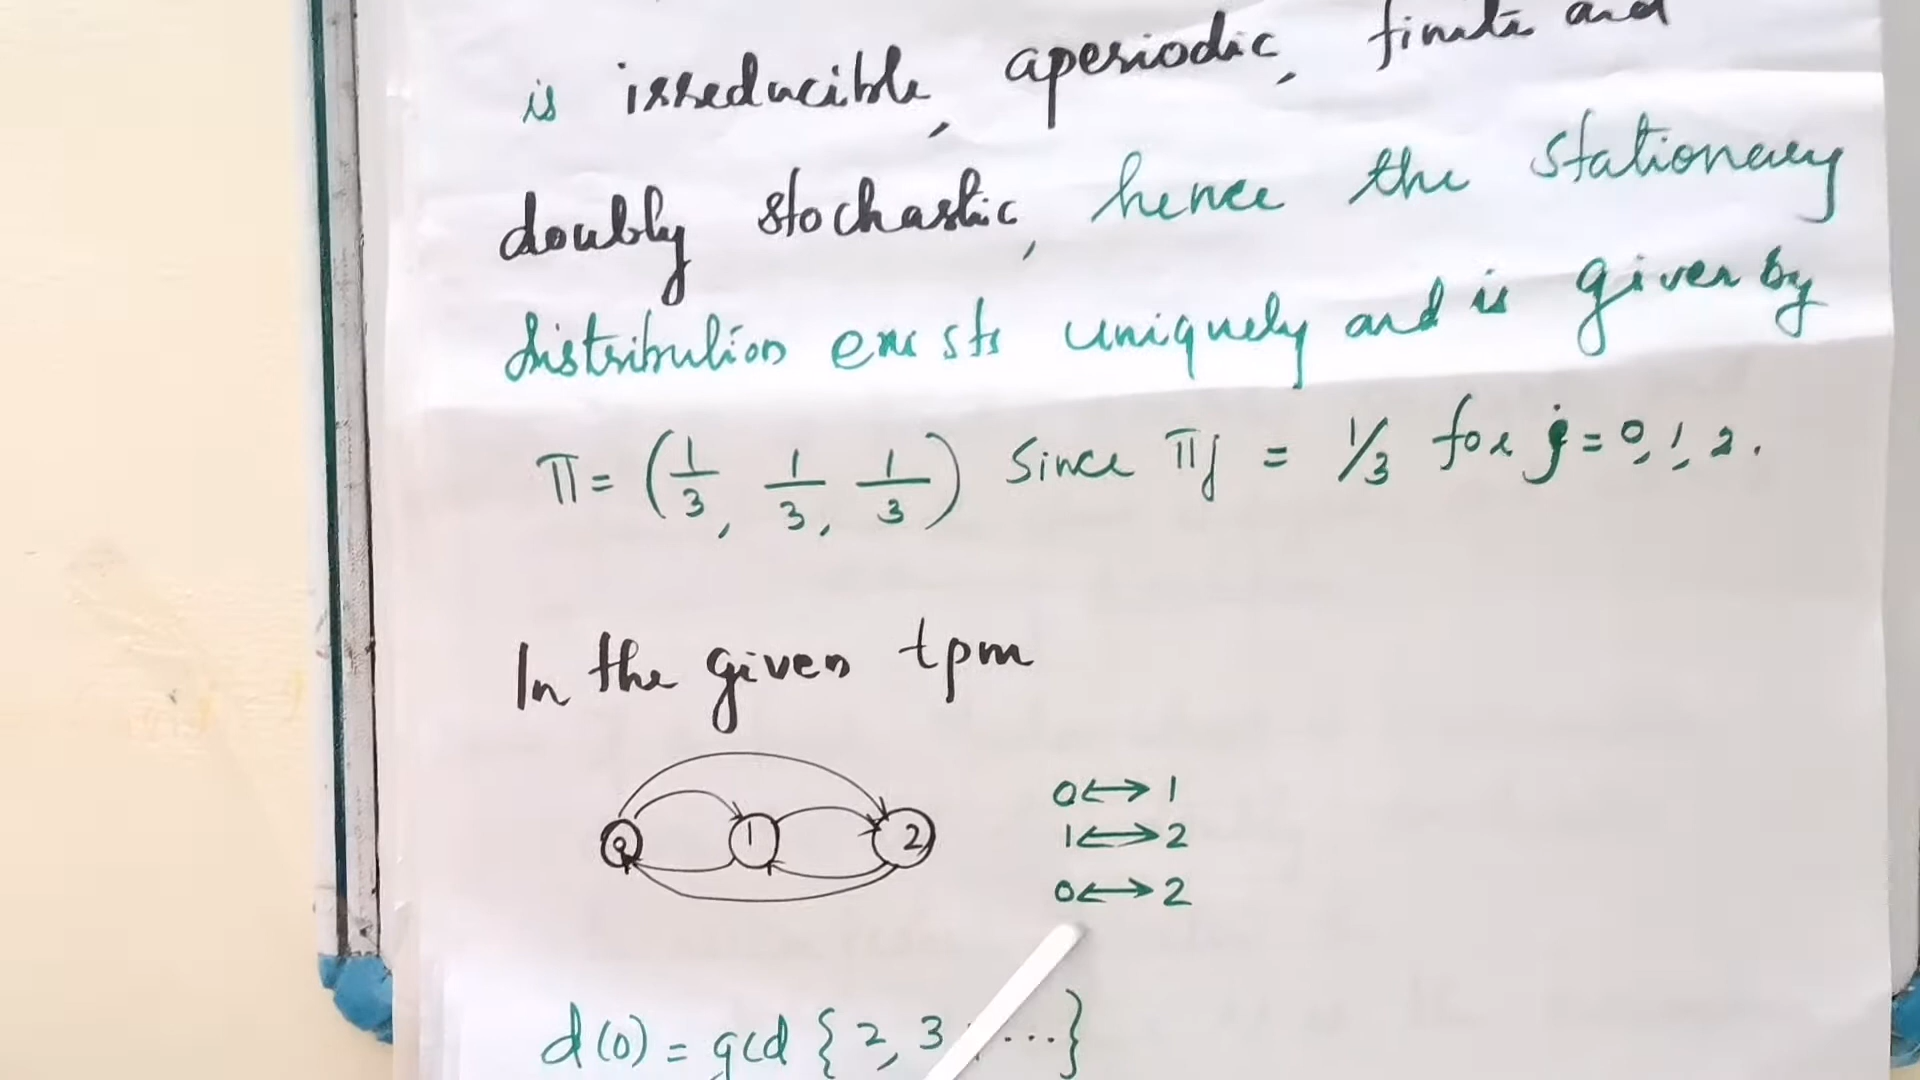 is irreducible, aperiodic, finite and
doubly stochastic, hence the stationary
distribution exists uniquely and is given by
π = (1/3, 1/3, 1/3) since πj = 1/3 for j = 0, 1, 2.
In the given tpm
0 1 2
0 ↔ 1
1 ↔ 2
0 ↔ 2
d(0) = gcd {2, 3, ...}